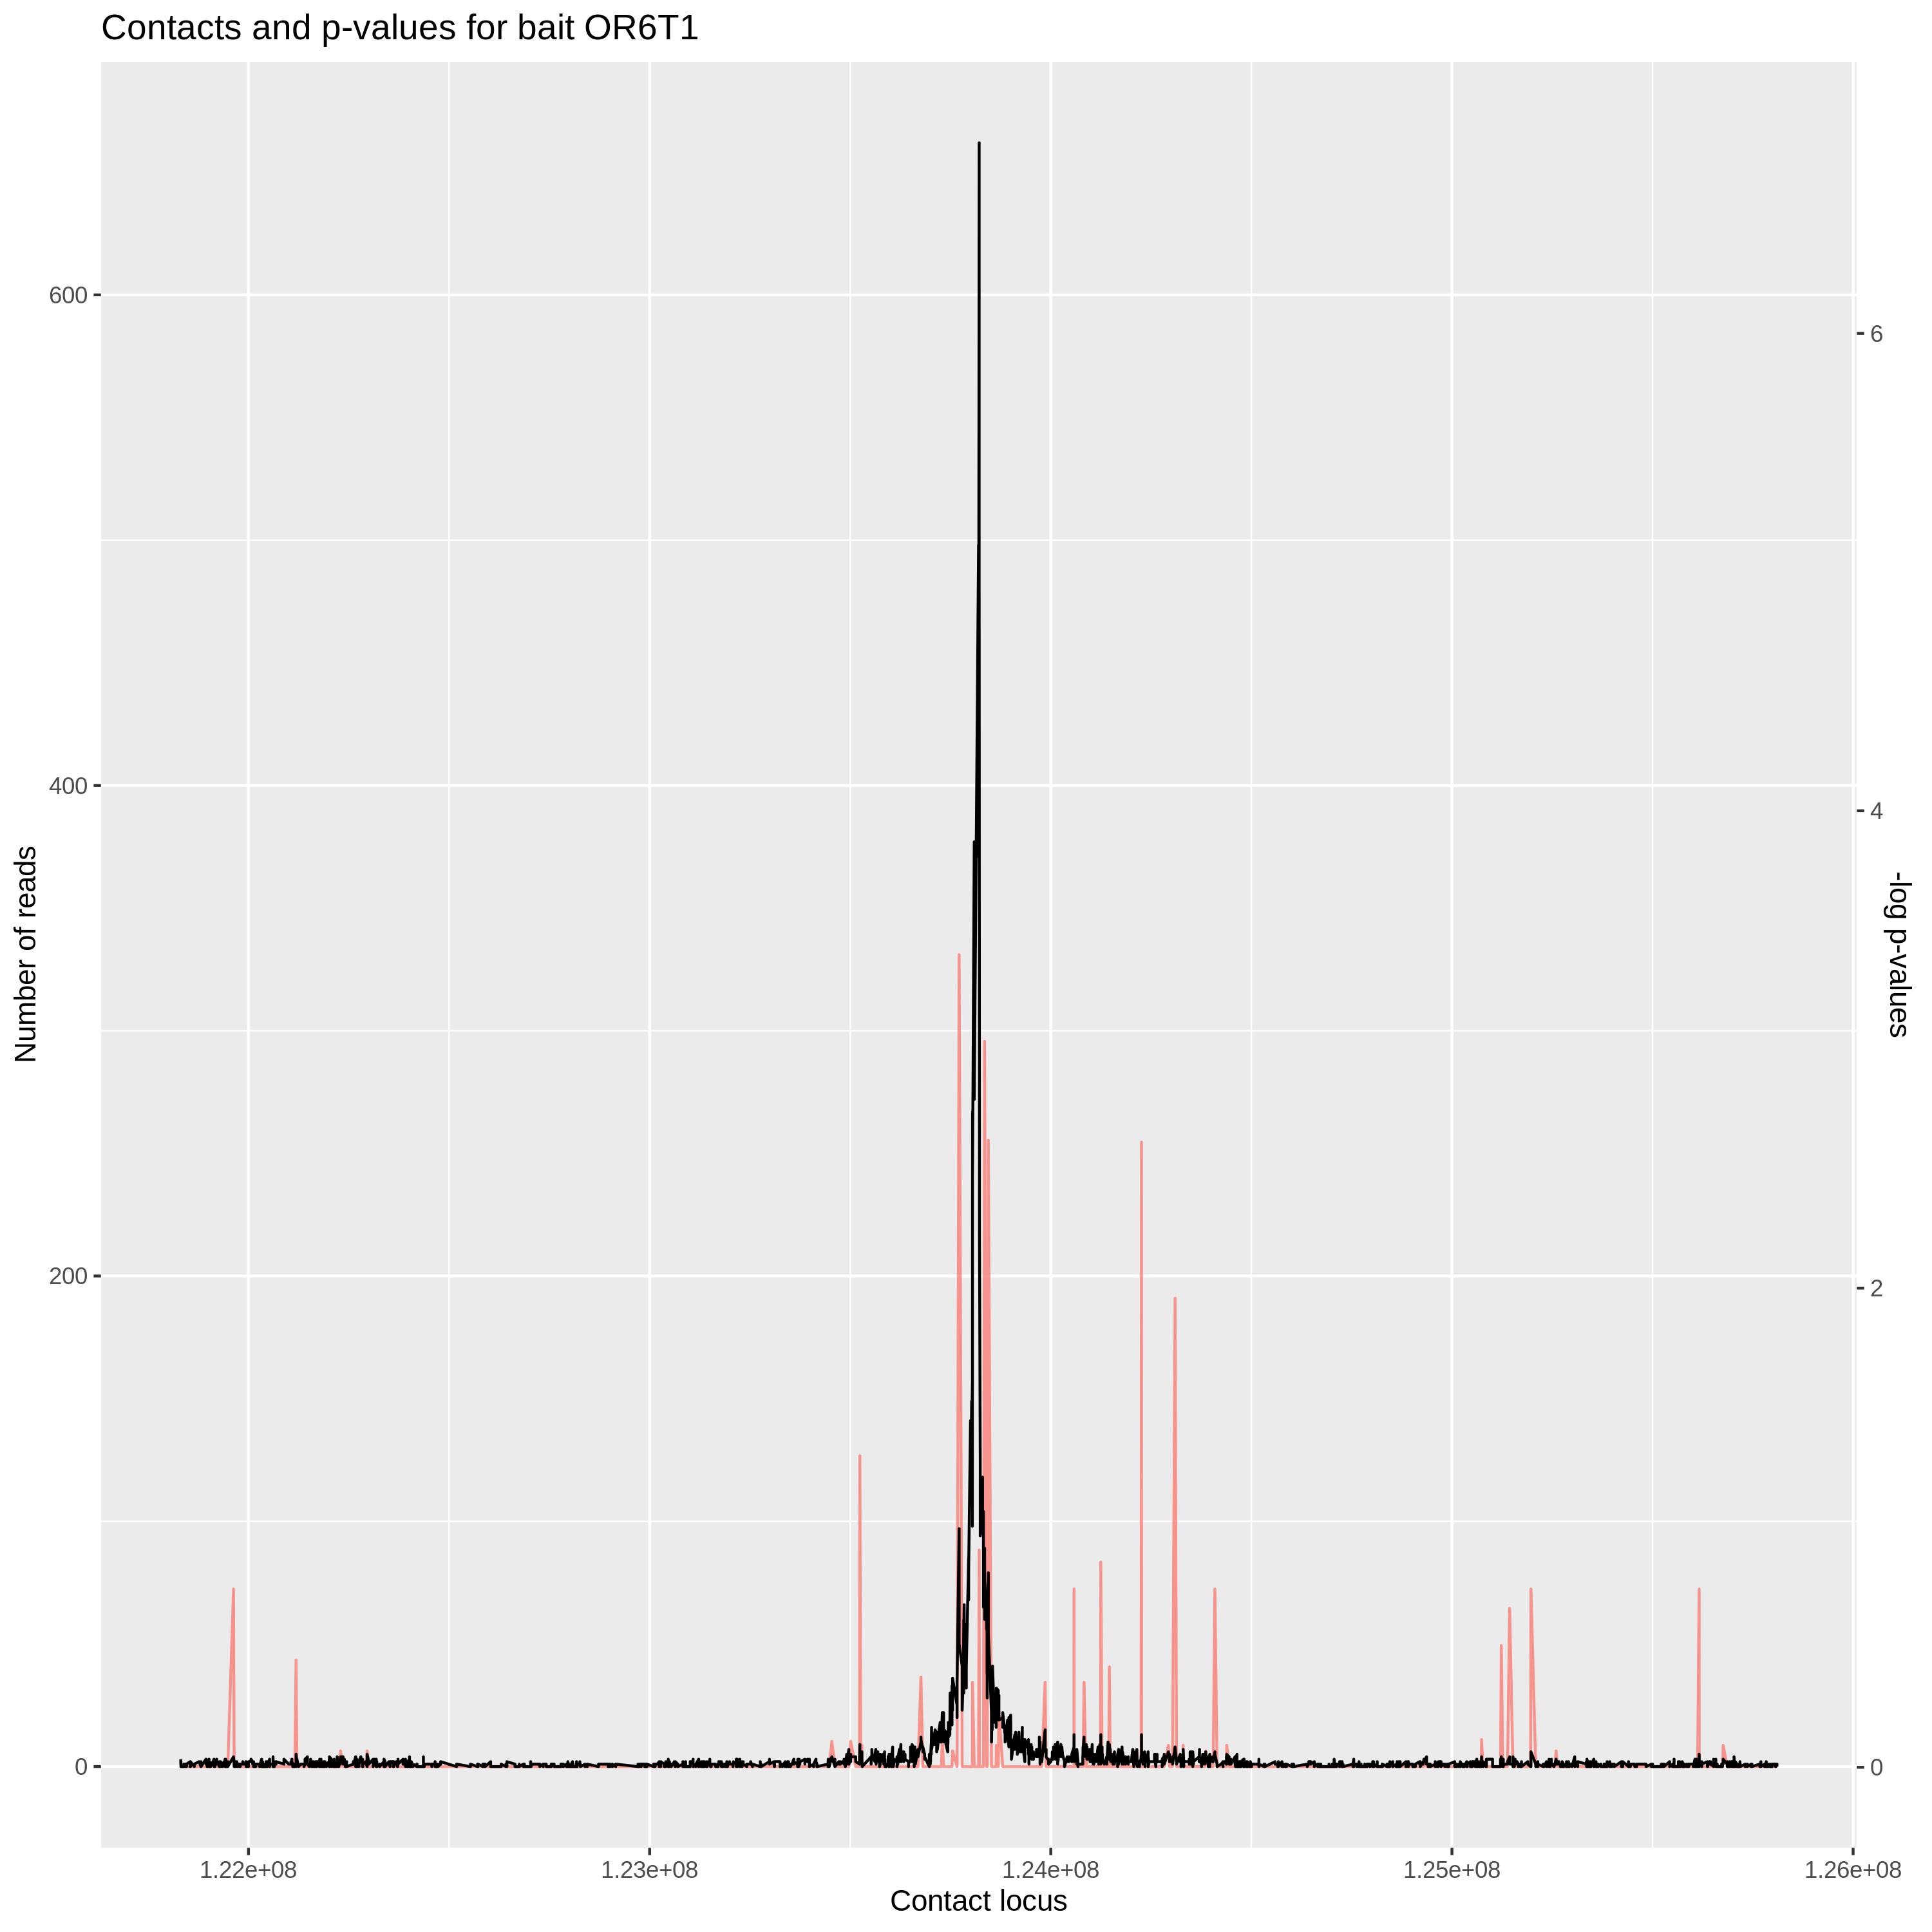 Contacts and p-values for bait OR6T1
600
400
200
0
Number of reads
6
4
2
0
-log p-values
1.22e+08
1.23e+08
1.24e+08
1.25e+08
1.26e+08
Contact locus